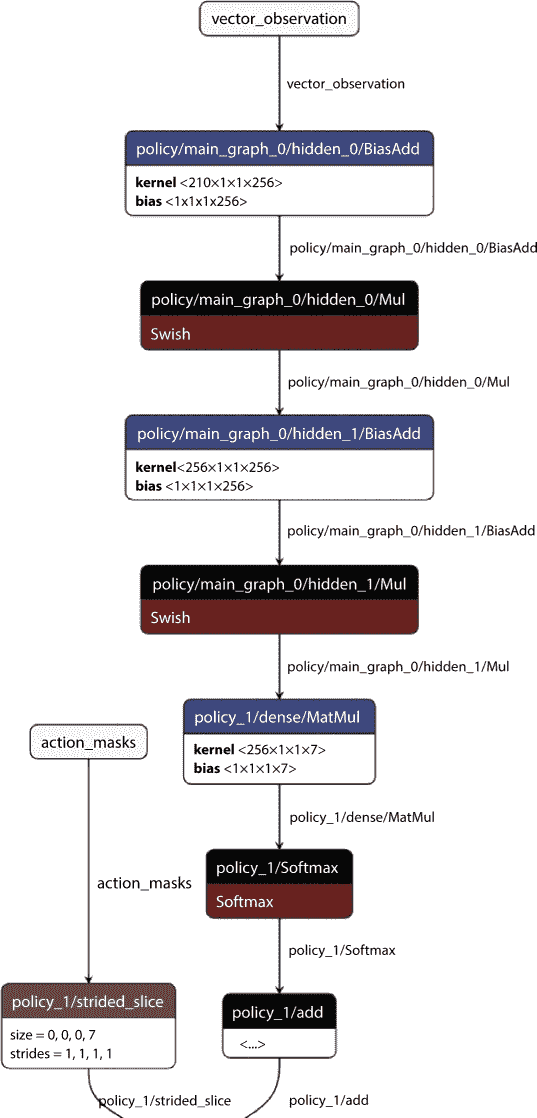 vector_observation
vector_observation
policy/main_graph_0/hidden_0/BiasAdd
kernel <210×1×1×256>
bias <1x1x1x256>
policy/main_graph_0/hidden_0/BiasAdd
policy/main_graph_0/hidden_0/Mul
Swish
policy/main_graph_0/hidden_0/Mul
policy/main_graph_0/hidden_1/BiasAdd
kernel<256×1×1×256>
bias <1×1×1×256>
policy/main_graph_0/hidden_1/BiasAdd
policy/main_graph_0/hidden_1/Mul
Swish
policy/main_graph_0/hidden_1/Mul
policy_1/dense/MatMul
kernel <256×1×1×7>
bias <1×1×1×7>
action_masks
policy_1/dense/MatMul
policy_1/Softmax
Softmax
action_masks
policy_1/Softmax
policy_1/strided_slice
size = 0, 0, 0, 7
strides = 1, 1, 1, 1
policy_1/add
<...>
policy_1/strided_slice
policy_1/add